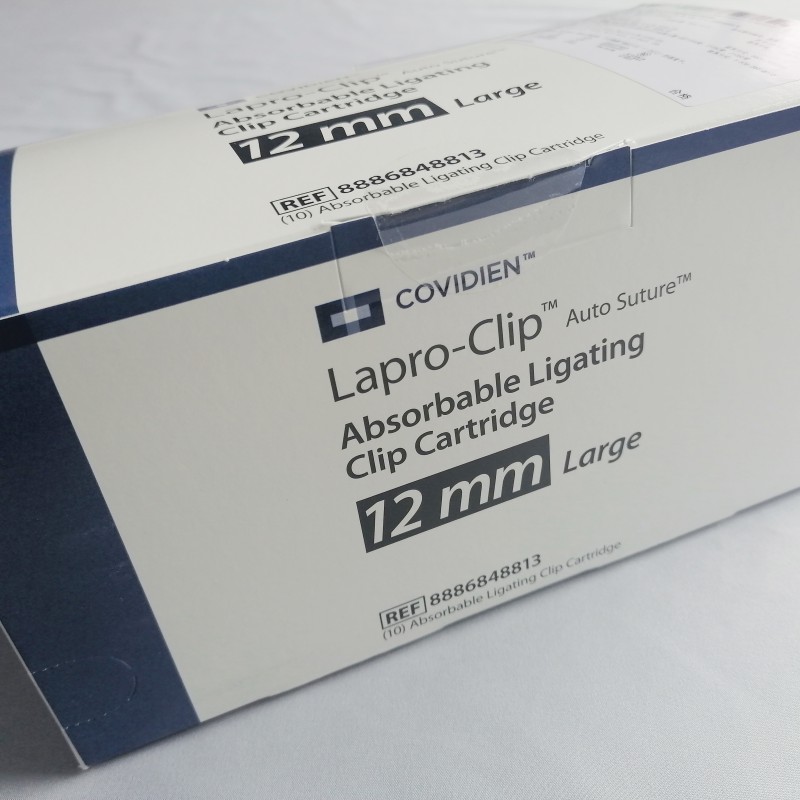 Lapro-Clip™ Auto Suture
Absorbable Ligating
Clip Cartridge
12 mm Large
REF 8886848813
(10) Absorbable Ligating Clip Cartridge
COVIDIEN™
Lapro-Clip™ Auto Suture™
Absorbable Ligating
Clip Cartridge
12 mm Large
REF 8886848813
(10) Absorbable Ligating Clip Cartridge